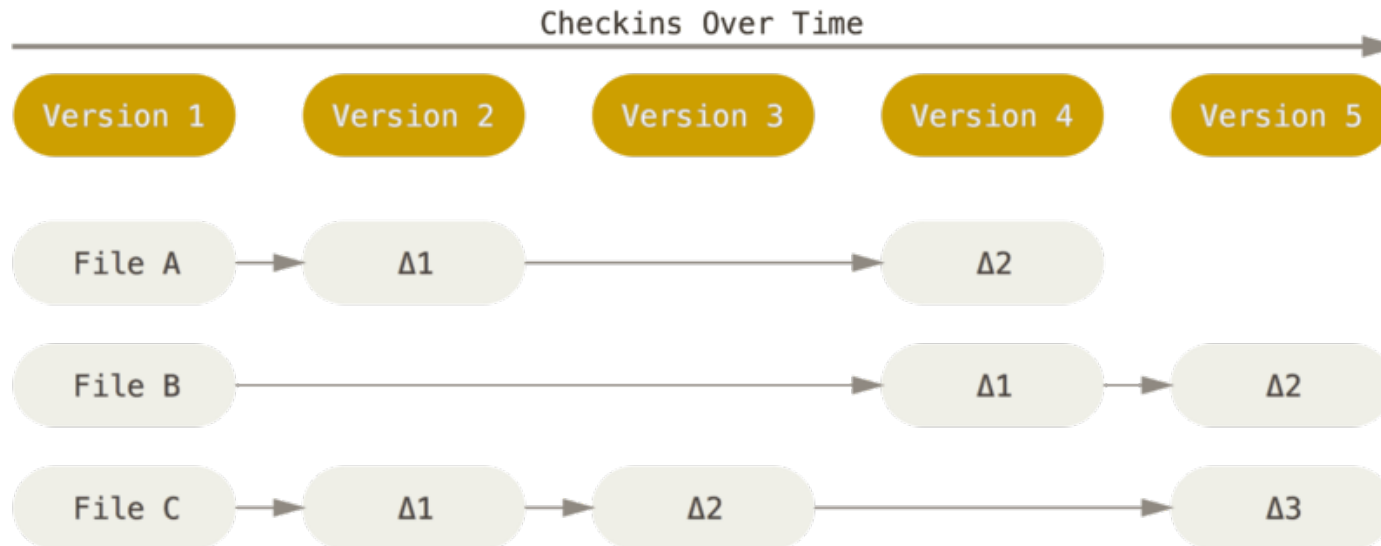 Checkins Over Time
Version 1 Version 2 Version 3 Version 4 Version 5
File A Δ1 Δ2
File B Δ1 Δ2
File C Δ1 Δ2 Δ3